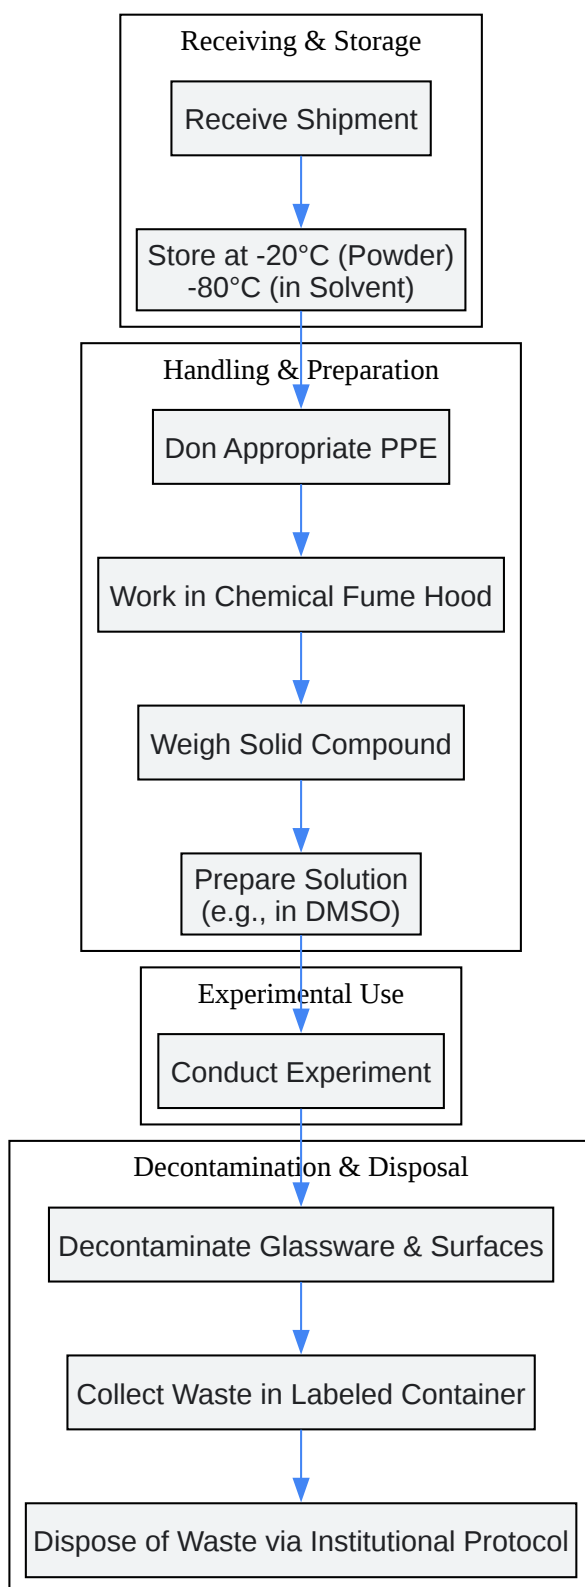 Receiving & Storage
Receive Shipment
Store at -20°C (Powder)
-80°C (in Solvent)
Handling & Preparation
Don Appropriate PPE
Work in Chemical Fume Hood
Weigh Solid Compound
Prepare Solution
(e.g., in DMSO)
Experimental Use
Conduct Experiment
Decontamination & Disposal
Decontaminate Glassware & Surfaces
Collect Waste in Labeled Container
Dispose of Waste via Institutional Protocol